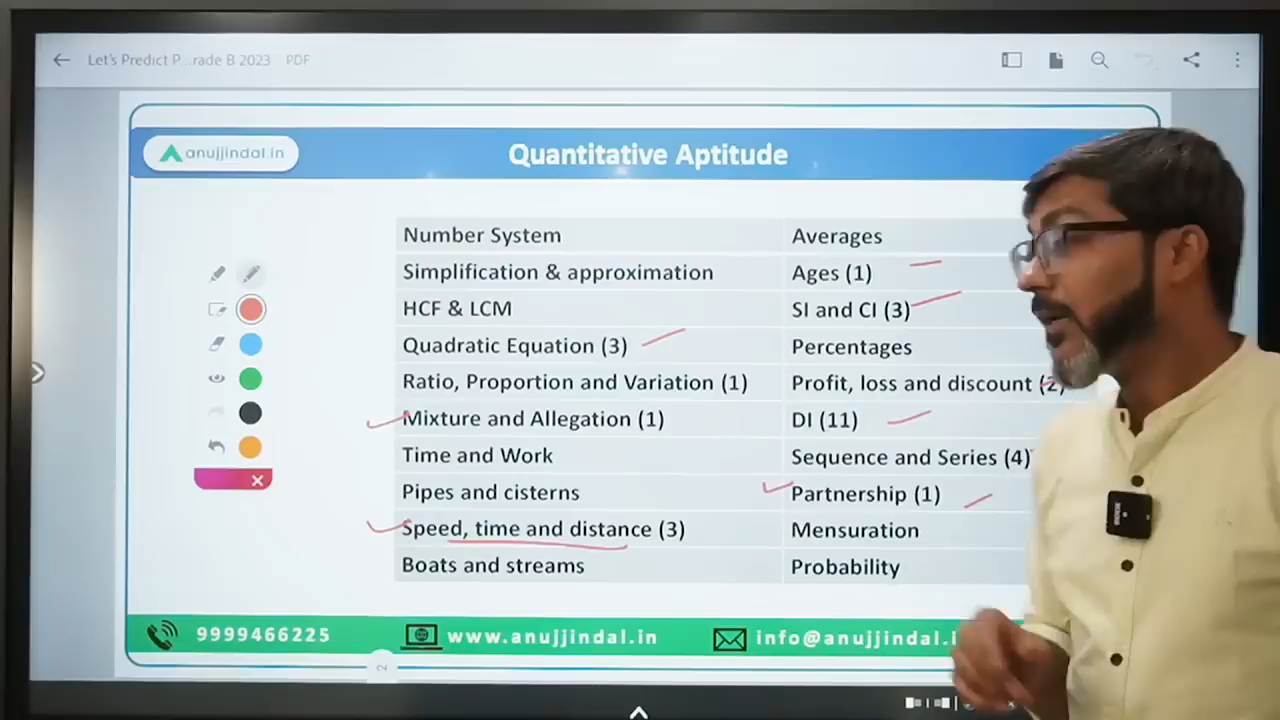 Let's Predict P...rade B 2023 PDF
anujjindal.in
Quantitative Aptitude
Number System
Averages
Simplification & approximation
Ages (1)
HCF & LCM
SI and CI (3)
Quadratic Equation (3)
Percentages
Ratio, Proportion and Variation (1)
Profit, loss and discount (2)
Mixture and Allegation (1)
DI (11)
Time and Work
Sequence and Series (4)
Pipes and cisterns
Partnership (1)
Speed, time and distance (3)
Mensuration
Boats and streams
Probability
9999466225
www.anujjindal.in
info@anujjindal.i
2